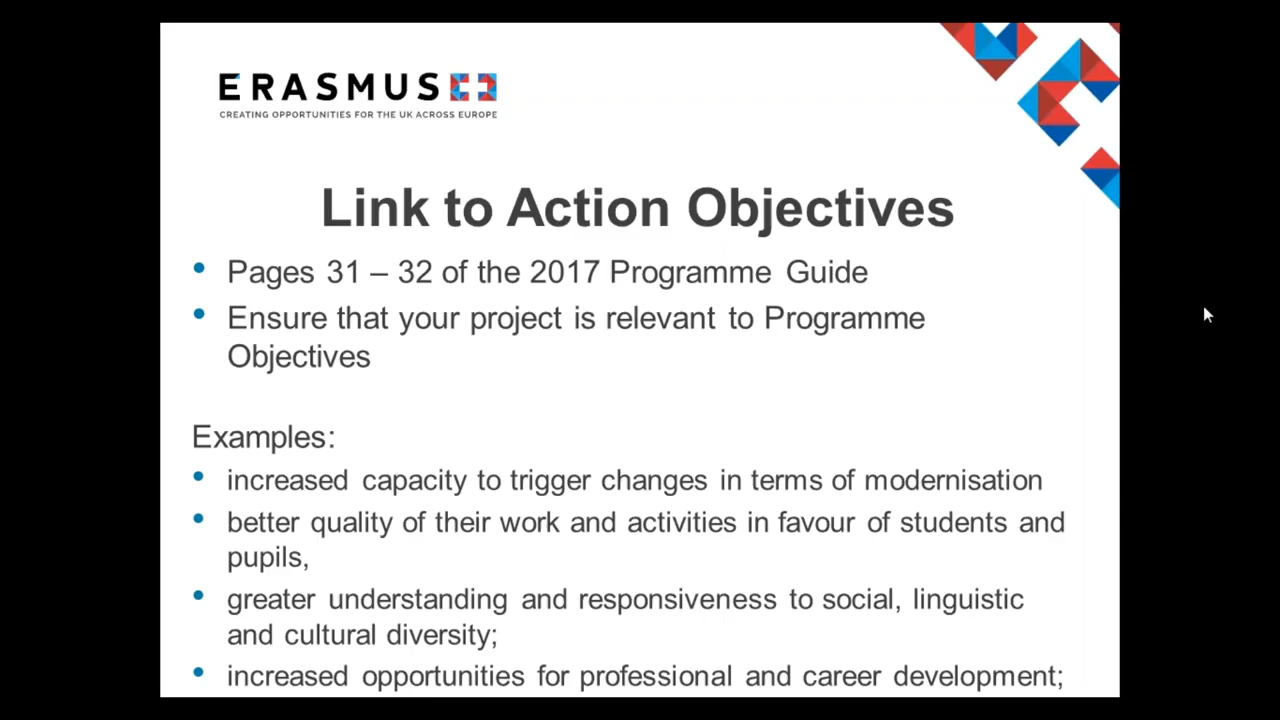 ERASMUS
CREATING OPPORTUNITIES FOR THE UK ACROSS EUROPE
Link to Action Objectives
• Pages 31 – 32 of the 2017 Programme Guide
• Ensure that your project is relevant to Programme
Objectives
Examples:
• increased capacity to trigger changes in terms of modernisation
• better quality of their work and activities in favour of students and
pupils,
• greater understanding and responsiveness to social, linguistic
and cultural diversity;
• increased opportunities for professional and career development;